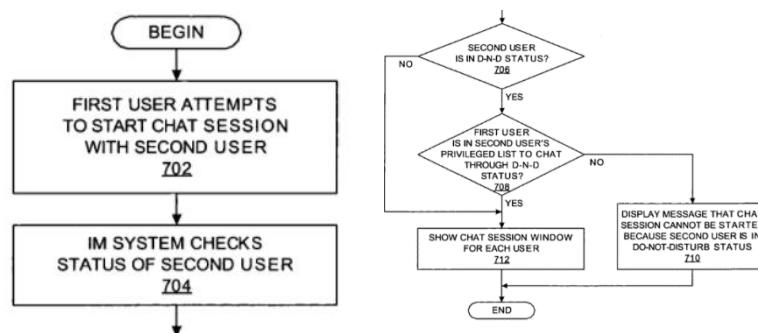 BEGIN
FIRST USER ATTEMPTS
TO START CHAT SESSION
WITH SECOND USER
702
IM SYSTEM CHECKS
STATUS OF SECOND USER
704
SECOND USER
IS IN D-N-D STATUS?
706
NO
YES
FIRST USER
IS IN SECOND USER'S
PRIVILEGED LIST TO CHAT
THROUGH D-N-D
STATUS?
708
NO
YES
SHOW CHAT SESSION WINDOW
FOR EACH USER
712
DISPLAY MESSAGE THAT CHA
SESSION CANNOT BE STARTE
BECAUSE SECOND USER IS IN
DO-NOT-DISTURB STATUS
710
END